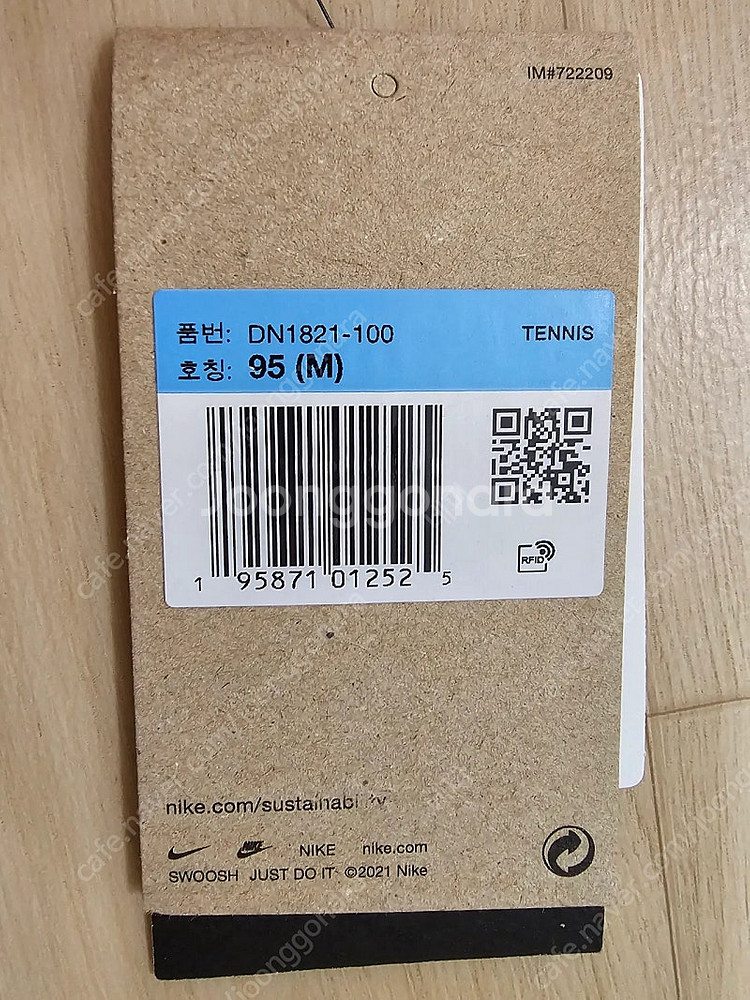 IM#722209
품번: DN1821-100 TENNIS
호칭: 95 (M)
Joonggonara
1 95871 01252 5
RFID
nike.com/sustainability
NIKE nike.com
SWOOSH JUST DO IT ©2021 Nike